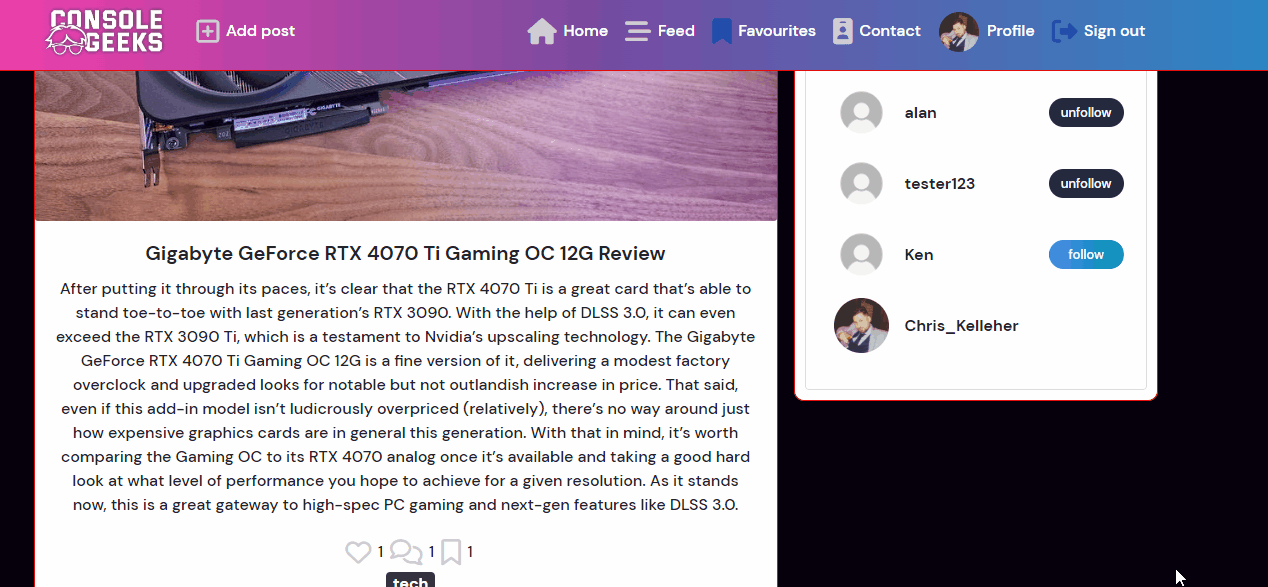 CONSOLE
GEEKS
Add post
Home
Feed
Favourites
Contact
Profile
Sign out
GIGABYTE
GIGABYTE
Gigabyte GeForce RTX 4070 Ti Gaming OC 12G Review
After putting it through its paces, it’s clear that the RTX 4070 Ti is a great card that’s able to
stand toe-to-toe with last generation’s RTX 3090. With the help of DLSS 3.0, it can even
exceed the RTX 3090 Ti, which is a testament to Nvidia’s upscaling technology. The Gigabyte
GeForce RTX 4070 Ti Gaming OC 12G is a fine version of it, delivering a modest factory
overclock and upgraded looks for notable but not outlandish increase in price. That said,
even if this add-in model isn’t ludicrously overpriced (relatively), there’s no way around just
how expensive graphics cards are in general this generation. With that in mind, it’s worth
comparing the Gaming OC to its RTX 4070 analog once it’s available and taking a good hard
look at what level of performance you hope to achieve for a given resolution. As it stands
now, this is a great gateway to high-spec PC gaming and next-gen features like DLSS 3.0.
1 1 1
tech
alan
unfollow
tester123
unfollow
Ken
follow
Chris_Kelleher